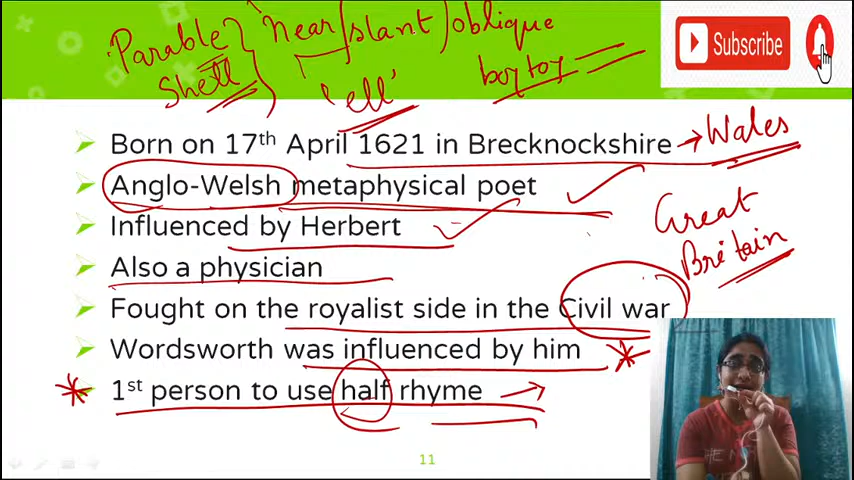 Parable near/slant/oblique
Shell 'ell' boy toy
Subscribe
Born on 17th April 1621 in Brecknockshire → Wales
Anglo-Welsh metaphysical poet
Great
Britain
Influenced by Herbert
Also a physician
Fought on the royalist side in the Civil war
Wordsworth was influenced by him
1st person to use half rhyme
11